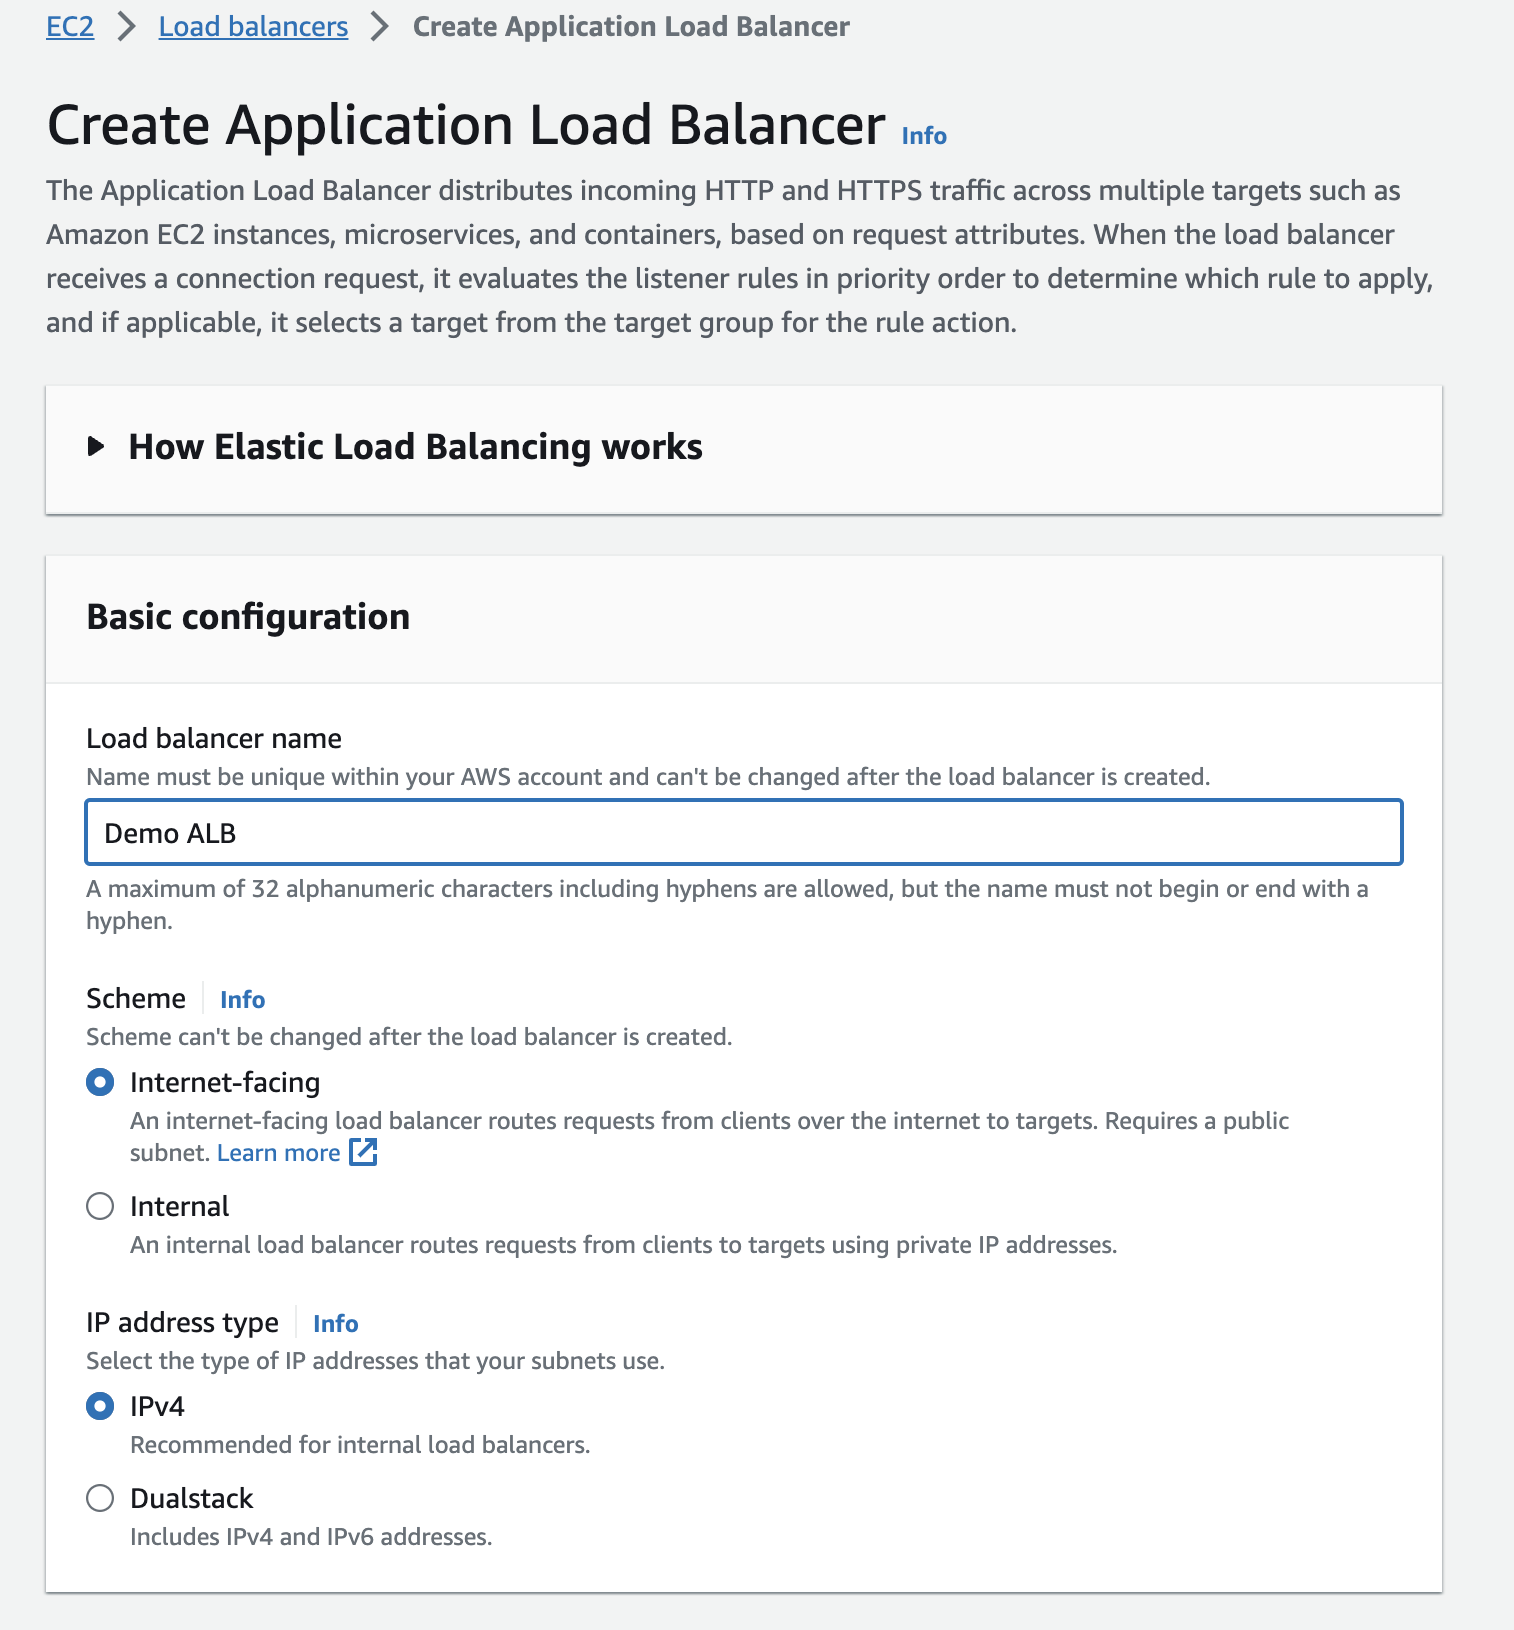 EC2 Load balancers Create Application Load Balancer
Create Application Load Balancer Info
The Application Load Balancer distributes incoming HTTP and HTTPS traffic across multiple targets such as
Amazon EC2 instances, microservices, and containers, based on request attributes. When the load balancer
receives a connection request, it evaluates the listener rules in priority order to determine which rule to apply,
and if applicable, it selects a target from the target group for the rule action.
How Elastic Load Balancing works
Basic configuration
Load balancer name
Name must be unique within your AWS account and can't be changed after the load balancer is created.
Demo ALB
A maximum of 32 alphanumeric characters including hyphens are allowed, but the name must not begin or end with a
hyphen.
Scheme Info
Scheme can't be changed after the load balancer is created.
Internet-facing
An internet-facing load balancer routes requests from clients over the internet to targets. Requires a public
subnet. Learn more
Internal
An internal load balancer routes requests from clients to targets using private IP addresses.
IP address type Info
Select the type of IP addresses that your subnets use.
IPv4
Recommended for internal load balancers.
Dualstack
Includes IPv4 and IPv6 addresses.